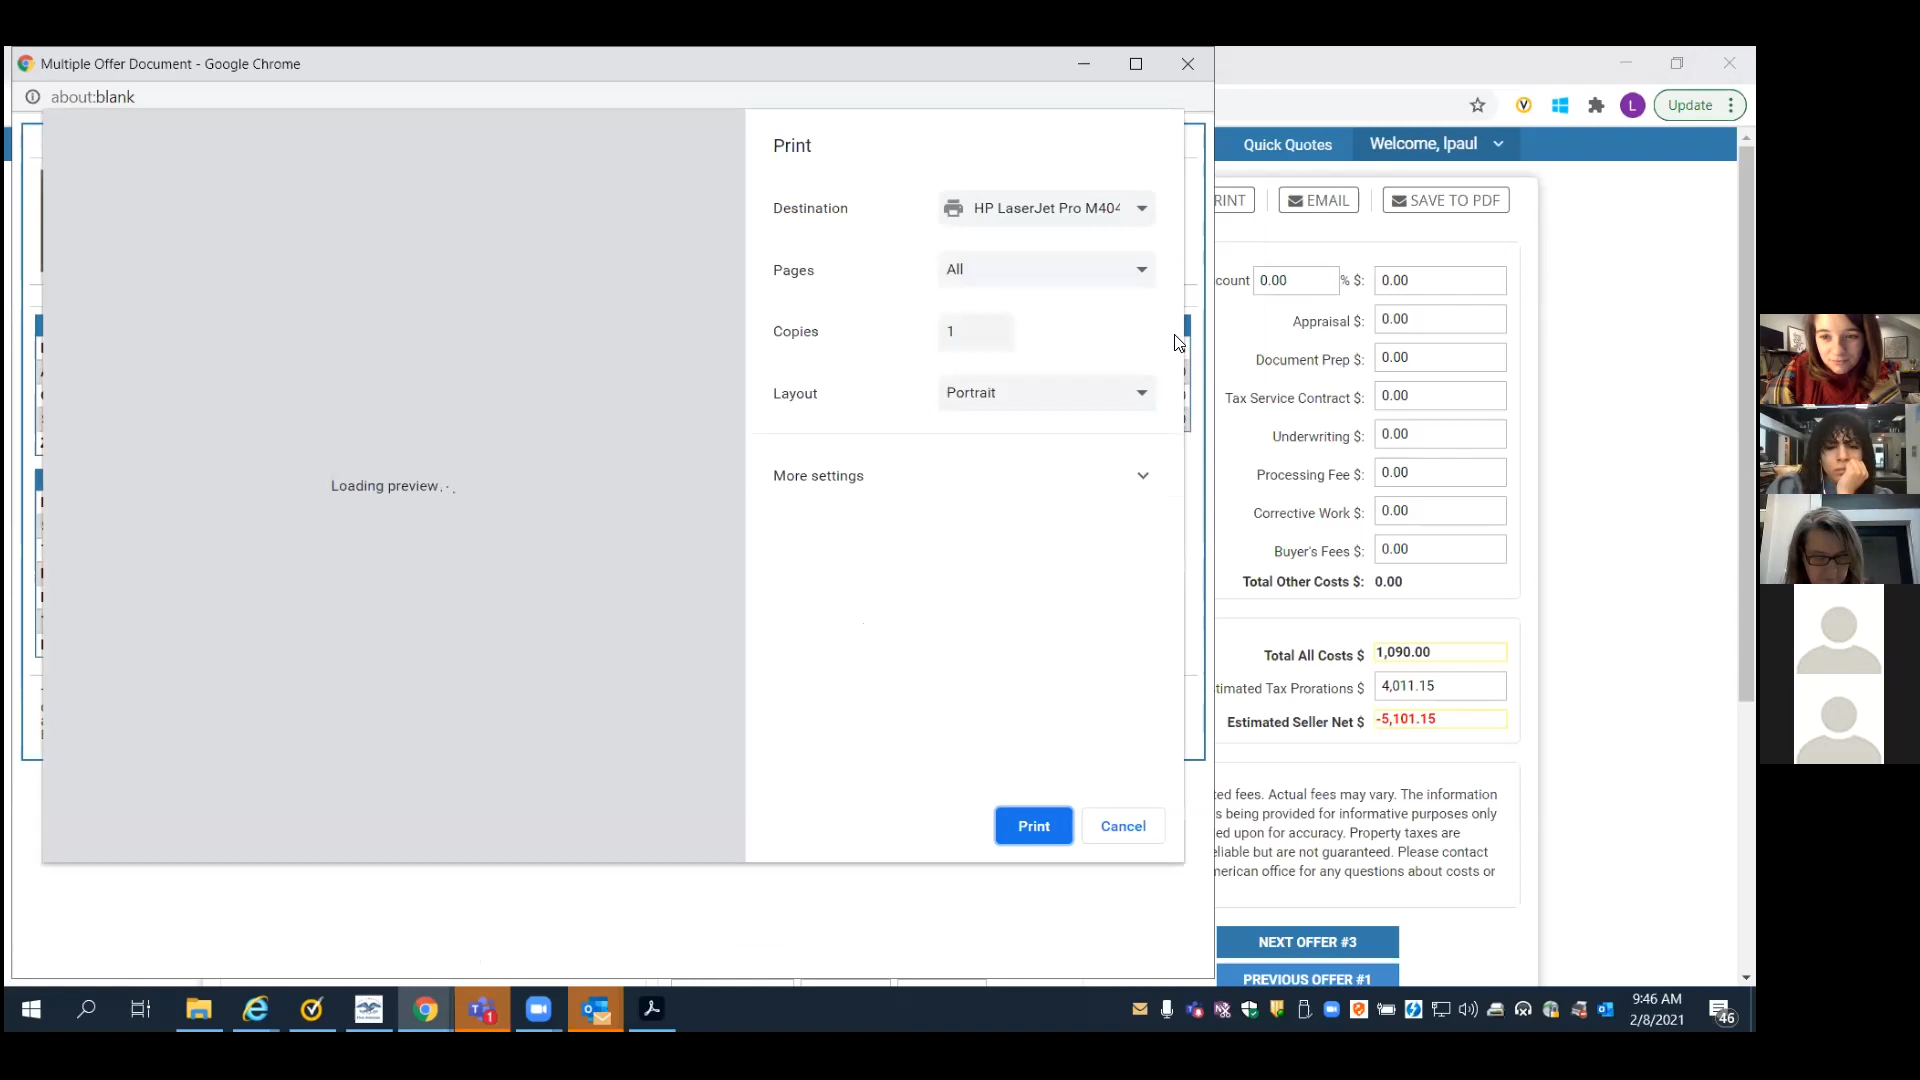 Multiple Offer Document - Google Chrome
about:blank
Print
Destination
HP LaserJet Pro M404
Pages
All
Copies
1
Layout
Portrait
More settings
Loading preview
Print
Cancel
L
Update
Quick Quotes
Welcome, lpaul
RINT
EMAIL
SAVE TO PDF
count 0.00 % $: 0.00
Appraisal $: 0.00
Document Prep $: 0.00
Tax Service Contract $: 0.00
Underwriting $: 0.00
Processing Fee $: 0.00
Corrective Work $: 0.00
Buyer's Fees $: 0.00
Total Other Costs $: 0.00
Total All Costs $ 1,090.00
timated Tax Prorations $ 4,011.15
Estimated Seller Net $ -5,101.15
ted fees. Actual fees may vary. The information
s being provided for informative purposes only
ed upon for accuracy. Property taxes are
eliable but are not guaranteed. Please contact
merican office for any questions about costs or
NEXT OFFER #3
PREVIOUS OFFER #1
9:46 AM
2/8/2021
46